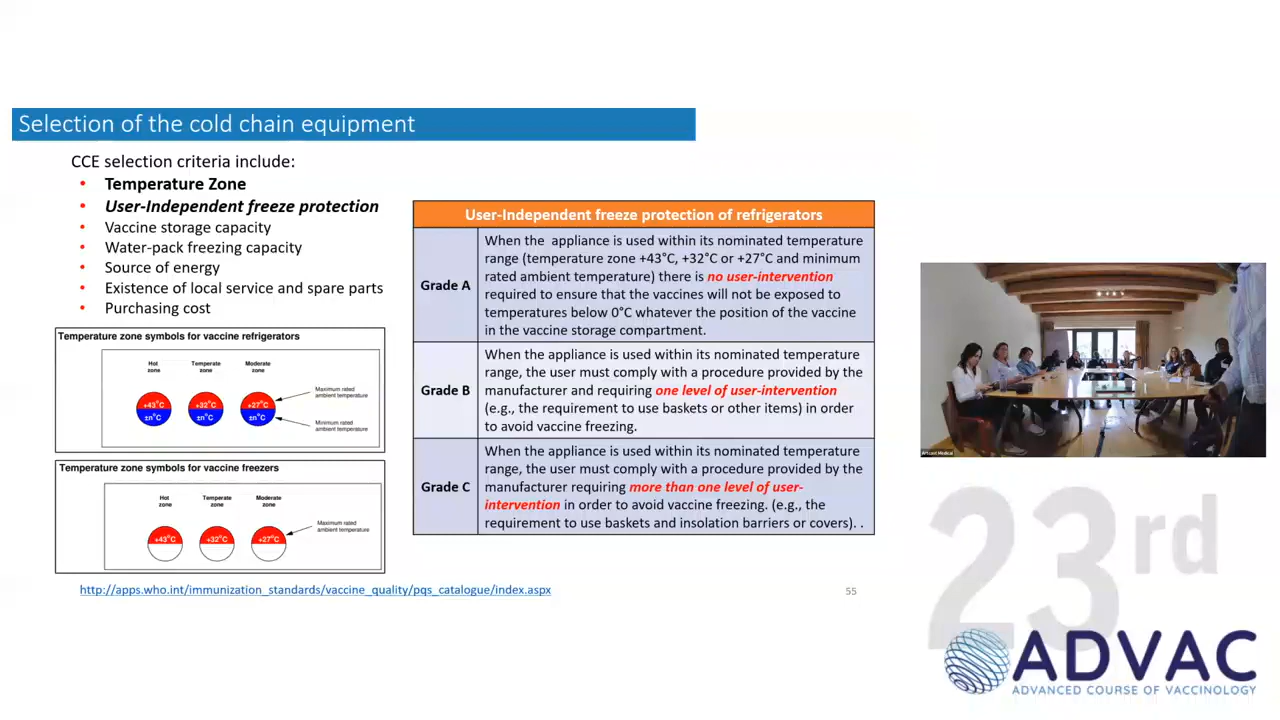 Selection of the cold chain equipment
CCE selection criteria include:
• Temperature Zone
• User-Independent freeze protection
• Vaccine storage capacity
• Water-pack freezing capacity
• Source of energy
• Existence of local service and spare parts
• Purchasing cost
Temperature zone symbols for vaccine refrigerators
Hot
zone
Temperate
zone
Moderate
zone
+43°C
±n°C
+32°C
±n°C
+27°C
±n°C
Maximum rated
ambient temperature
Minimum rated
ambient temperature
Temperature zone symbols for vaccine freezers
Hot
zone
Temperate
zone
Moderate
zone
+43°C
+32°C
+27°C
Maximum rated
ambient temperature
User-Independent freeze protection of refrigerators
Grade A
When the appliance is used within its nominated temperature
range (temperature zone +43°C, +32°C or +27°C and minimum
rated ambient temperature) there is no user-intervention
required to ensure that the vaccines will not be exposed to
temperatures below 0°C whatever the position of the vaccine
in the vaccine storage compartment.
Grade B
When the appliance is used within its nominated temperature
range, the user must comply with a procedure provided by the
manufacturer and requiring one level of user-intervention
(e.g., the requirement to use baskets or other items) in order
to avoid vaccine freezing.
Grade C
When the appliance is used within its nominated temperature
range, the user must comply with a procedure provided by the
manufacturer requiring more than one level of user-
intervention in order to avoid vaccine freezing. (e.g., the
requirement to use baskets and insolation barriers or covers). .
http://apps.who.int/immunization_standards/vaccine_quality/pqs_catalogue/index.aspx
55
Artcast Medical
23rd
ADVAC
ADVANCED COURSE OF VACCINOLOGY